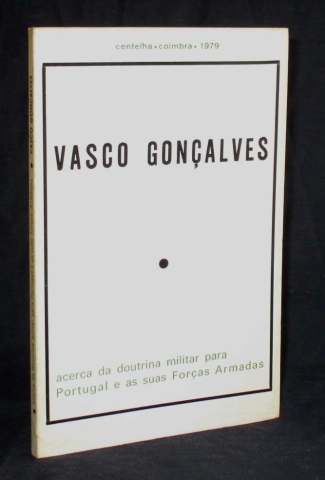 centelha • coimbra • 1979
VASCO GONÇALVES
•
acerca da doutrina militar para
Portugal e as suas Forças Armadas